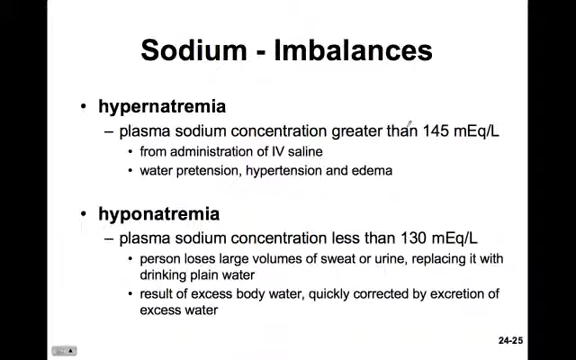 Sodium - Imbalances
• hypernatremia
– plasma sodium concentration greater than 145 mEq/L
• from administration of IV saline
• water pretension, hypertension and edema
• hyponatremia
– plasma sodium concentration less than 130 mEq/L
• person loses large volumes of sweat or urine, replacing it with
drinking plain water
• result of excess body water, quickly corrected by excretion of
excess water
24-25